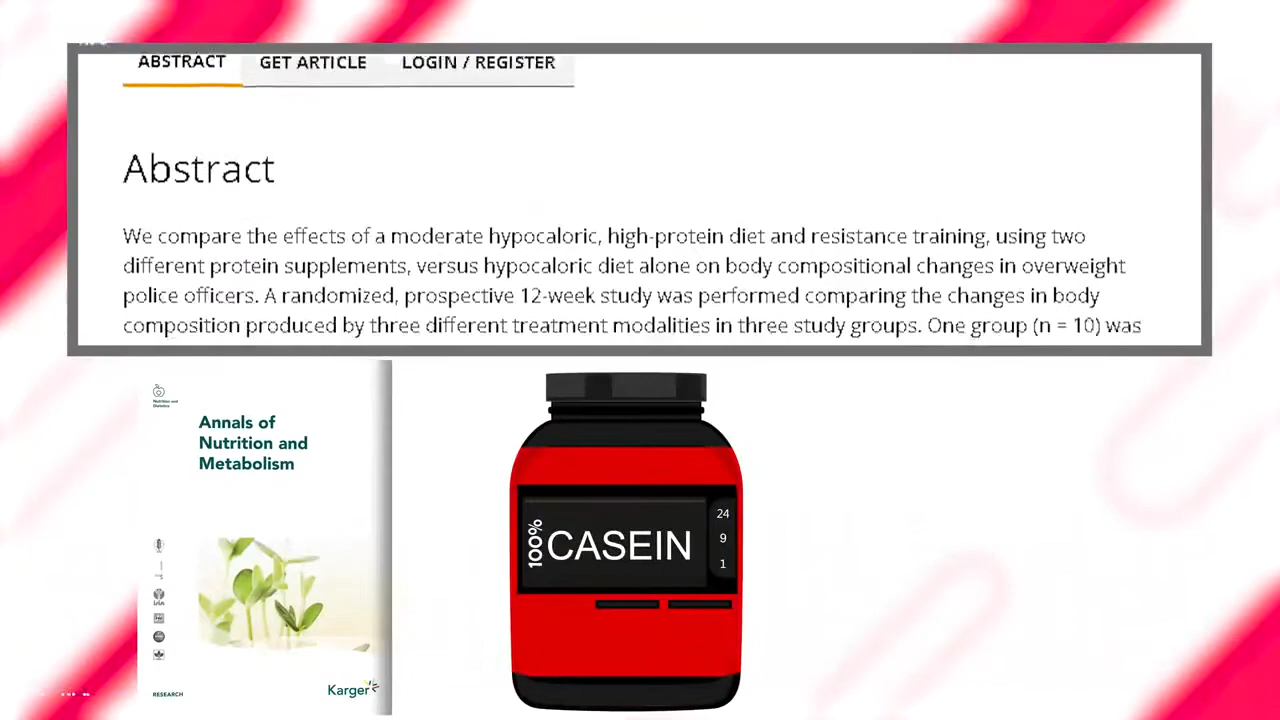 ABSTRACT GET ARTICLE LOGIN / REGISTER
Abstract
We compare the effects of a moderate hypocaloric, high-protein diet and resistance training, using two
different protein supplements, versus hypocaloric diet alone on body compositional changes in overweight
police officers. A randomized, prospective 12-week study was performed comparing the changes in body
composition produced by three different treatment modalities in three study groups. One group (n = 10) was
Nutrition and
Dietetics
Annals of
Nutrition and
Metabolism
RESEARCH
Karger
100%
CASEIN
24
9
1